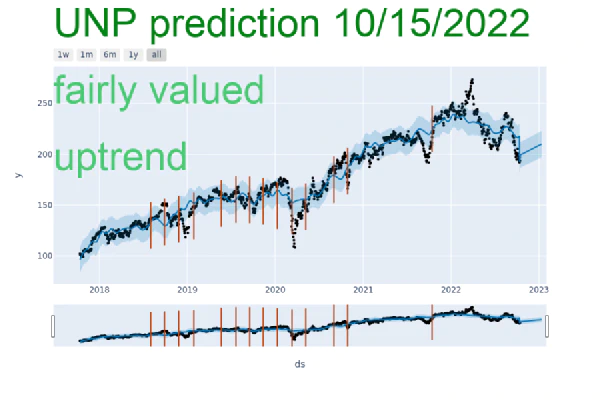 UNP prediction 10/15/2022
1w 1m 6m 1y all
fairly valued
uptrend
y
250
200
150
100
2018 2019 2020 2021 2022 2023
ds